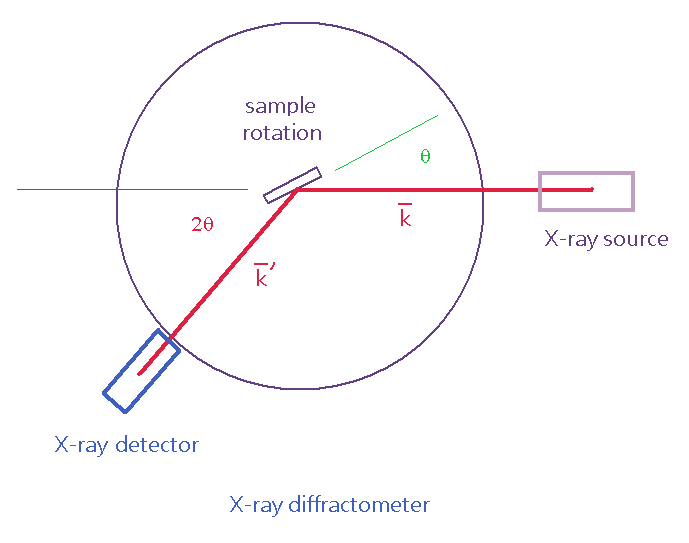 sample
rotation
θ
2θ
k̅
k̅′
X-ray source
X-ray detector
X-ray diffractometer